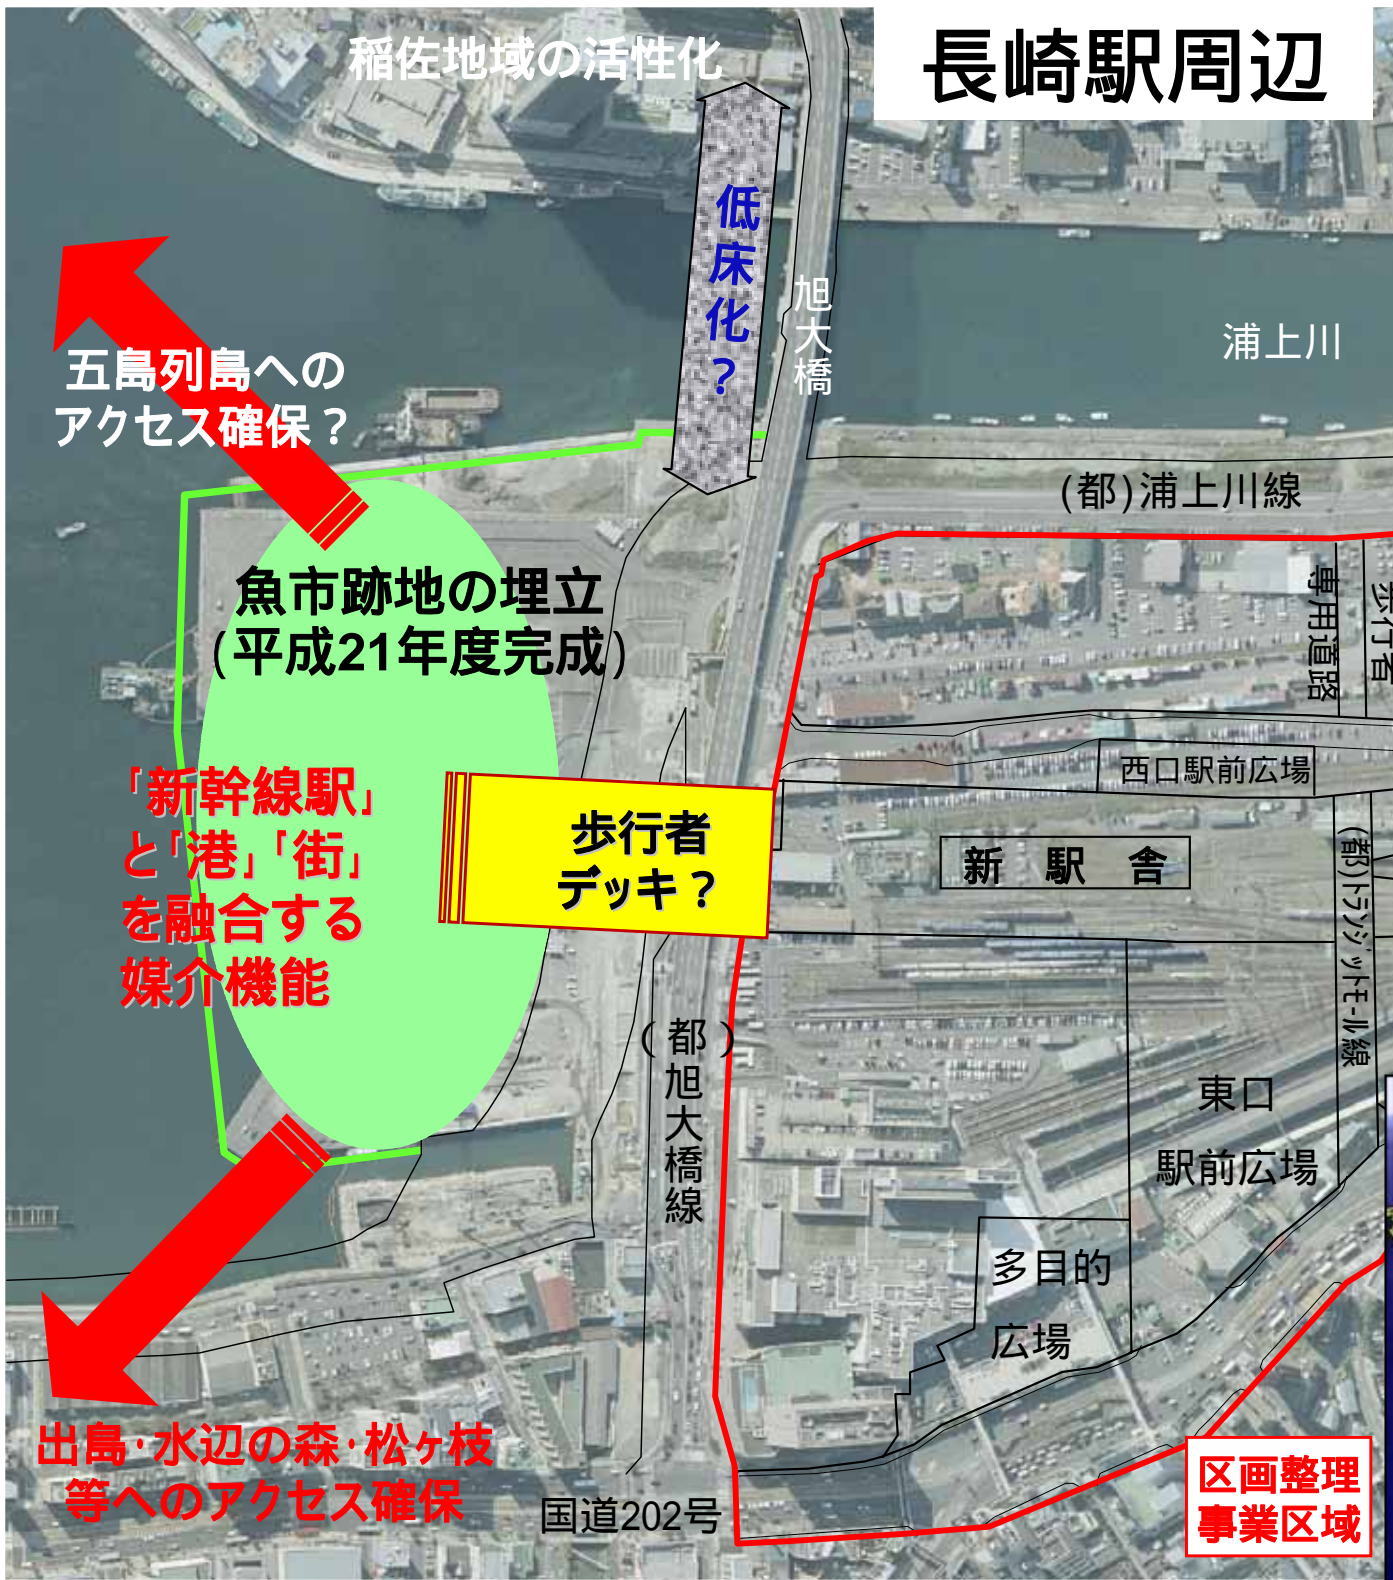 長崎駅周辺
稲佐地域の活性化
低床化？
旭大橋
浦上川
五島列島への
アクセス確保？
(都)浦上川線
魚市跡地の埋立
(平成21年度完成)
歩行者
専用道路
西口駅前広場
「新幹線駅」
と「港」「街」
を融合する
媒介機能
歩行者
デッキ？
新駅舎
(都)トランジットモール線
(都)旭大橋線
東口
駅前広場
多目的
広場
出島・水辺の森・松ヶ枝
等へのアクセス確保
国道202号
区画整理
事業区域